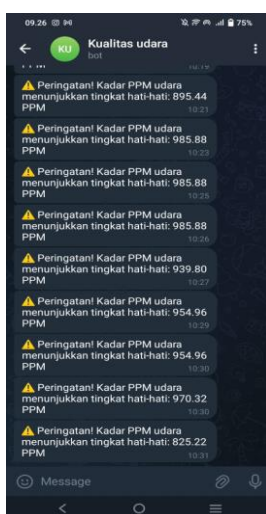 09.26
75%
KU
Kualitas udara
bot
PPM
10:19
⚠ Peringatan! Kadar PPM udara
menunjukkan tingkat hati-hati: 895.44
PPM
10:21
⚠ Peringatan! Kadar PPM udara
menunjukkan tingkat hati-hati: 985.88
PPM
10:23
⚠ Peringatan! Kadar PPM udara
menunjukkan tingkat hati-hati: 985.88
PPM
10:25
⚠ Peringatan! Kadar PPM udara
menunjukkan tingkat hati-hati: 985.88
PPM
10:26
⚠ Peringatan! Kadar PPM udara
menunjukkan tingkat hati-hati: 939.80
PPM
10:27
⚠ Peringatan! Kadar PPM udara
menunjukkan tingkat hati-hati: 954.96
PPM
10:29
⚠ Peringatan! Kadar PPM udara
menunjukkan tingkat hati-hati: 954.96
PPM
10:30
⚠ Peringatan! Kadar PPM udara
menunjukkan tingkat hati-hati: 970.32
PPM
10:30
⚠ Peringatan! Kadar PPM udara
menunjukkan tingkat hati-hati: 825.22
PPM
10:31
Message